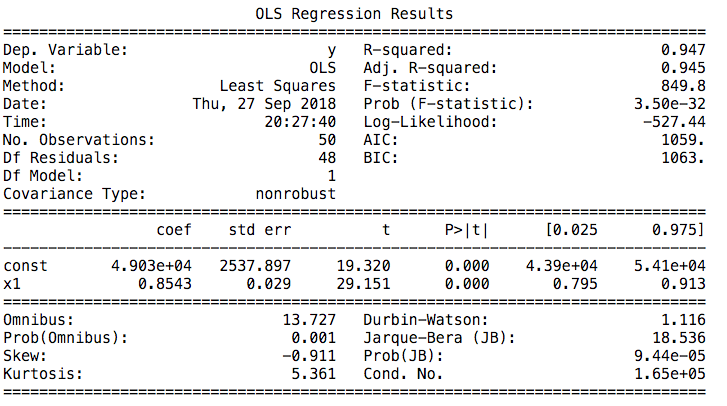 OLS Regression Results
==============================================================================
Dep. Variable: y R-squared: 0.947
Model: OLS Adj. R-squared: 0.945
Method: Least Squares F-statistic: 849.8
Date: Thu, 27 Sep 2018 Prob (F-statistic): 3.50e-32
Time: 20:27:40 Log-Likelihood: -527.44
No. Observations: 50 AIC: 1059.
Df Residuals: 48 BIC: 1063.
Df Model: 1
Covariance Type: nonrobust
==============================================================================
coef std err t P>|t| [0.025 0.975]
------------------------------------------------------------------------------
const 4.903e+04 2537.897 19.320 0.000 4.39e+04 5.41e+04
x1 0.8543 0.029 29.151 0.000 0.795 0.913
==============================================================================
Omnibus: 13.727 Durbin-Watson: 1.116
Prob(Omnibus): 0.001 Jarque-Bera (JB): 18.536
Skew: -0.911 Prob(JB): 9.44e-05
Kurtosis: 5.361 Cond. No. 1.65e+05
==============================================================================